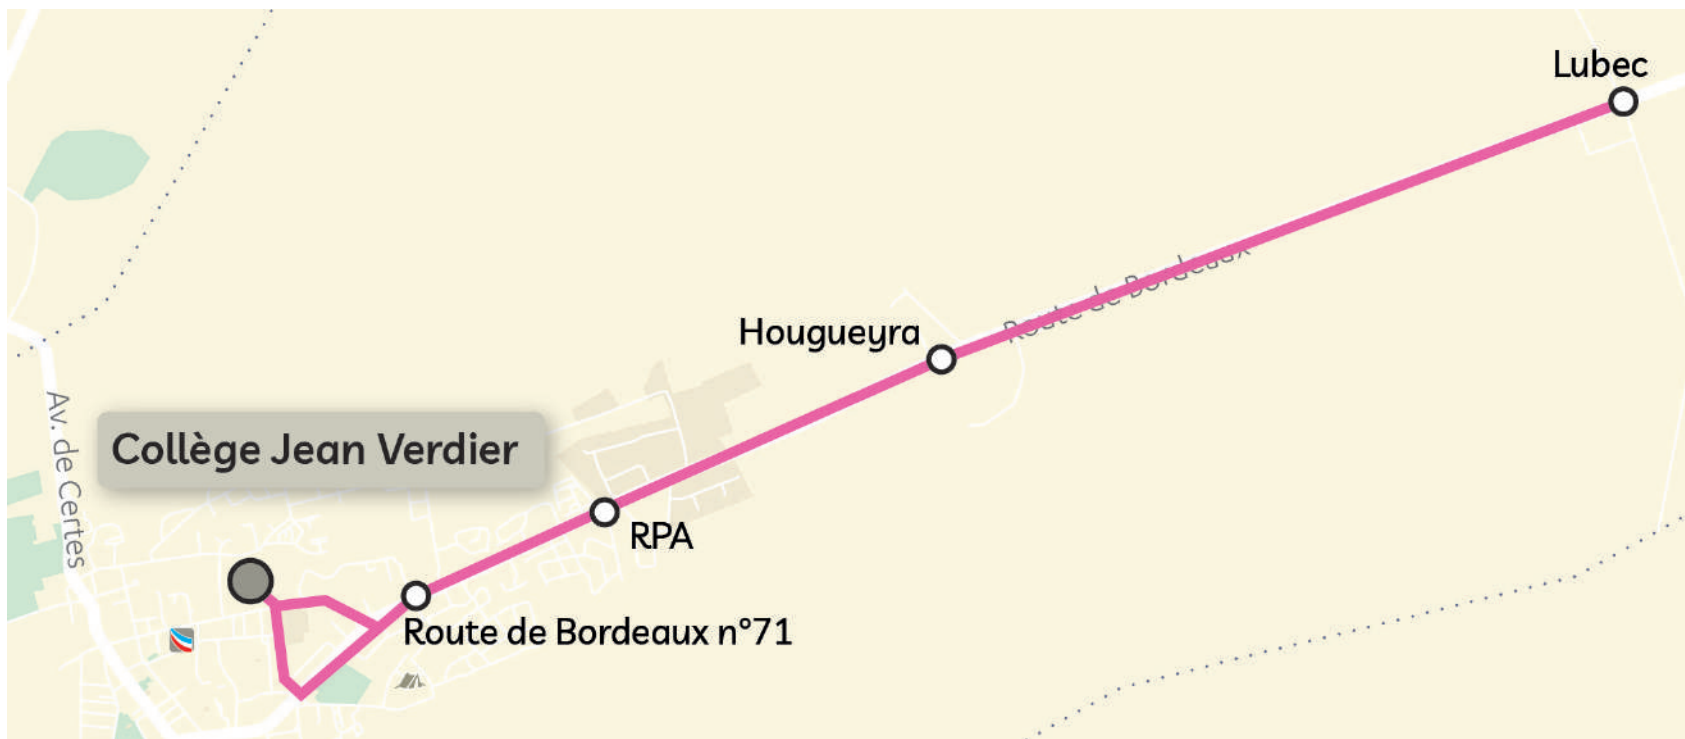 Lubec
Route de Bordeaux
Hougueyra
Av. de Certes
Collège Jean Verdier
RPA
Route de Bordeaux n°71